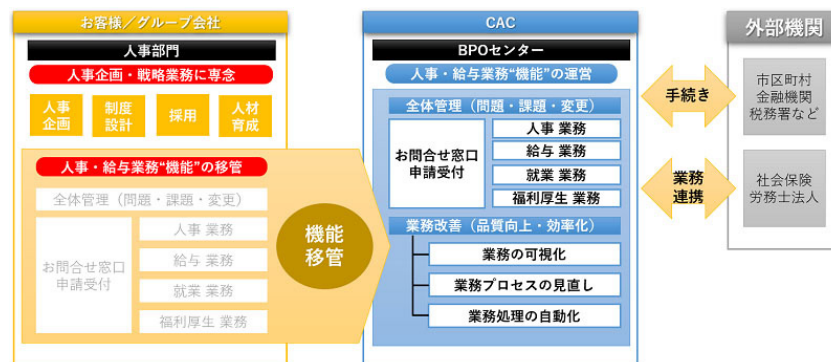 お客様／グループ会社
人事部門
人事企画・戦略業務に専念
人事
企画
制度
設計
採用
人材
育成
人事・給与業務“機能”の移管
全体管理（問題・課題・変更）
お問合せ窓口
申請受付
人事 業務
給与 業務
就業 業務
福利厚生 業務
機能
移管
CAC
BPOセンター
人事・給与業務“機能”の運営
全体管理（問題・課題・変更）
お問合せ窓口
申請受付
人事 業務
給与 業務
就業 業務
福利厚生 業務
業務改善（品質向上・効率化）
業務の可視化
業務プロセスの見直し
業務処理の自動化
手続き
業務
連携
外部機関
市区町村
金融機関
税務署など
社会保険
労務士法人